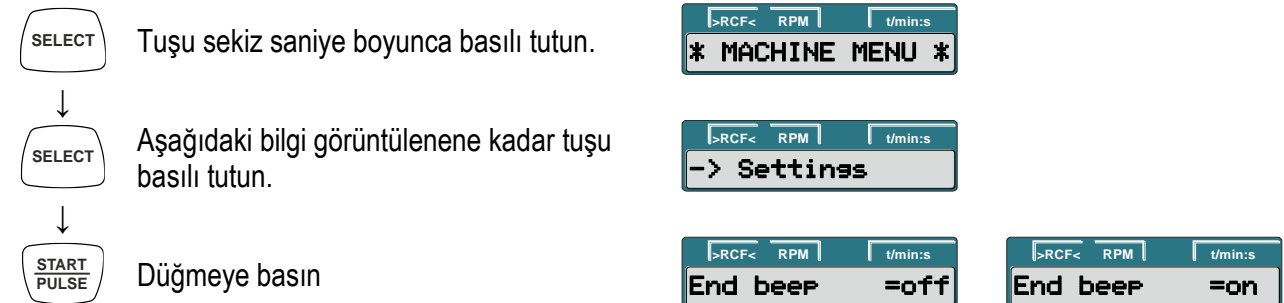 SELECT
Tuşu sekiz saniye boyunca basılı tutun.
>RCF< RPM t/min:s
* MACHINE MENU *
↓
SELECT
Aşağıdaki bilgi görüntülenene kadar tuşu
basılı tutun.
>RCF< RPM t/min:s
-> Settings
↓
START
PULSE
Düğmeye basın
>RCF< RPM t/min:s
End beep =off
>RCF< RPM t/min:s
End beep =on